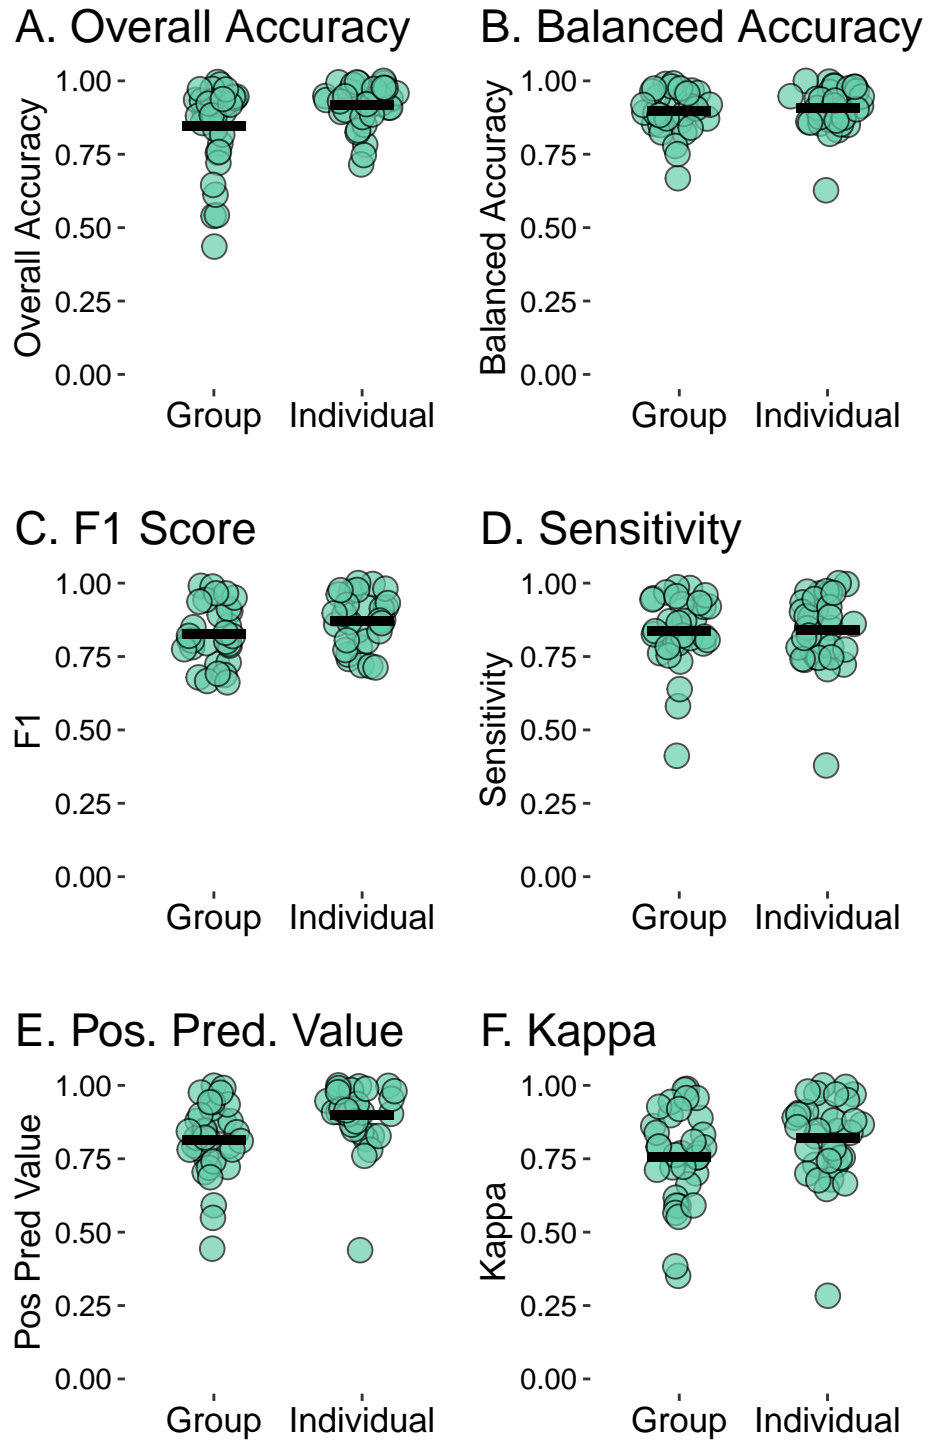 A. Overall Accuracy
Overall Accuracy
1.00
0.75
0.50
0.25
0.00
Group
Individual
B. Balanced Accuracy
Balanced Accuracy
1.00
0.75
0.50
0.25
0.00
Group
Individual
C. F1 Score
F1
1.00
0.75
0.50
0.25
0.00
Group
Individual
D. Sensitivity
Sensitivity
1.00
0.75
0.50
0.25
0.00
Group
Individual
E. Pos. Pred. Value
Pos Pred Value
1.00
0.75
0.50
0.25
0.00
Group
Individual
F. Kappa
Kappa
1.00
0.75
0.50
0.25
0.00
Group
Individual